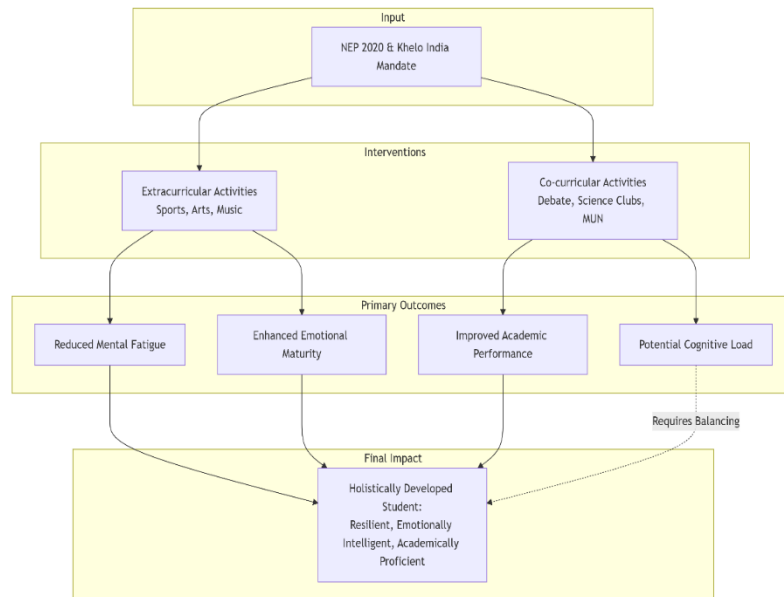 Input
NEP 2020 & Khelo India
Mandate
Interventions
Extracurricular Activities
Sports, Arts, Music
Co-curricular Activities
Debate, Science Clubs,
MUN
Primary Outcomes
Reduced Mental Fatigue
Enhanced Emotional
Maturity
Improved Academic
Performance
Potential Cognitive Load
Requires Balancing
Final Impact
Holistically Developed
Student:
Resilient, Emotionally
Intelligent, Academically
Proficient